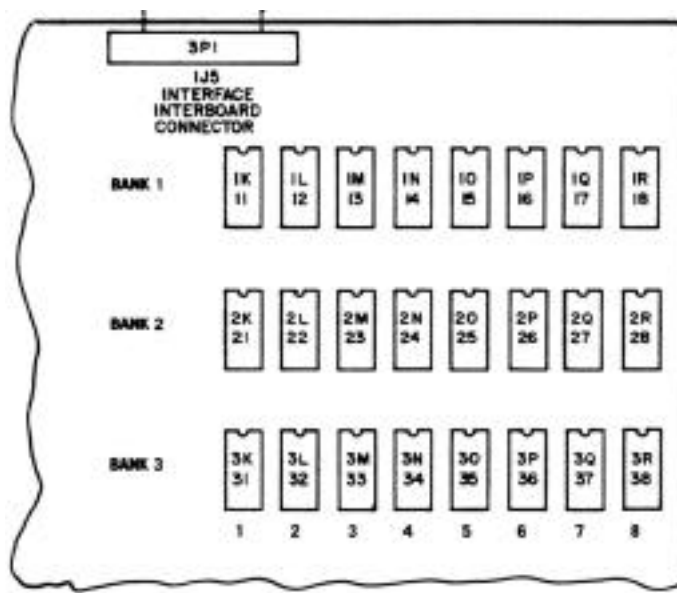 3P1
1J5
INTERFACE
INTERBOARD
CONNECTOR
BANK 1
1K 1L 1M 1N 1O 1P 1Q 1R
11 12 13 14 15 16 17 18
BANK 2
2K 2L 2M 2N 2O 2P 2Q 2R
21 22 23 24 25 26 27 28
BANK 3
3K 3L 3M 3N 3O 3P 3Q 3R
31 32 33 34 35 36 37 38
1 2 3 4 5 6 7 8